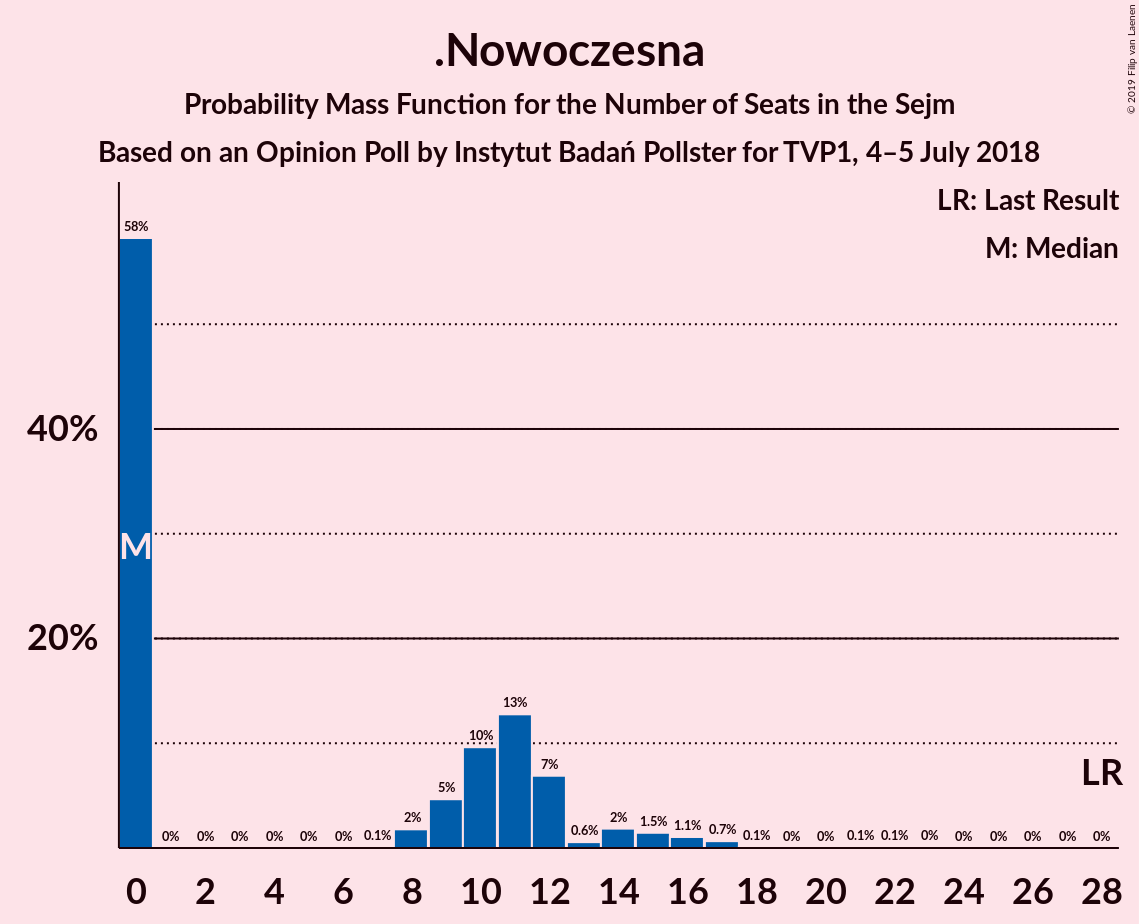 .Nowoczesna
Probability Mass Function for the Number of Seats in the Sejm
Based on an Opinion Poll by Instytut Badań Pollster for TVP1, 4–5 July 2018
© 2019 Filip van Laenen
LR: Last Result
M: Median
58%
40%
M
20%
13%
10%
7%
5%
2%
0.6%
2%
1.5%
1.1%
0.7%
LR
0% 0% 0% 0% 0% 0% 0.1%
0.1% 0% 0% 0.1% 0.1% 0% 0% 0% 0% 0% 0%
0 2 4 6 8 10 12 14 16 18 20 22 24 26 28